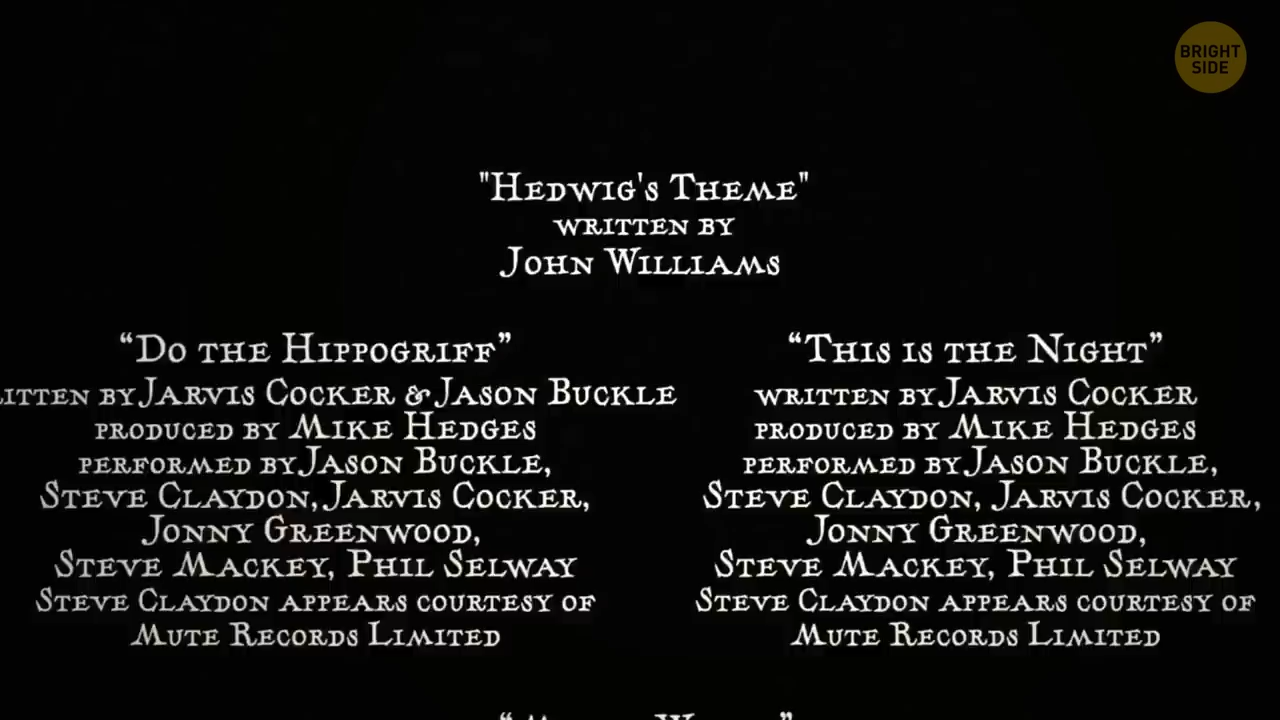 BRIGHT
SIDE
"Hedwig's Theme"
written by
John Williams
“Do the Hippogriff”
by Jarvis Cocker & Jason Buckle
produced by Mike Hedges
performed by Jason Buckle,
Steve Claydon, Jarvis Cocker,
Jonny Greenwood,
Steve Mackey, Phil Selway
Steve Claydon appears courtesy of
Mute Records Limited
“This is the Night”
written by Jarvis Cocker
produced by Mike Hedges
performed by Jason Buckle,
Steve Claydon, Jarvis Cocker,
Jonny Greenwood,
Steve Mackey, Phil Selway
Steve Claydon appears courtesy of
Mute Records Limited